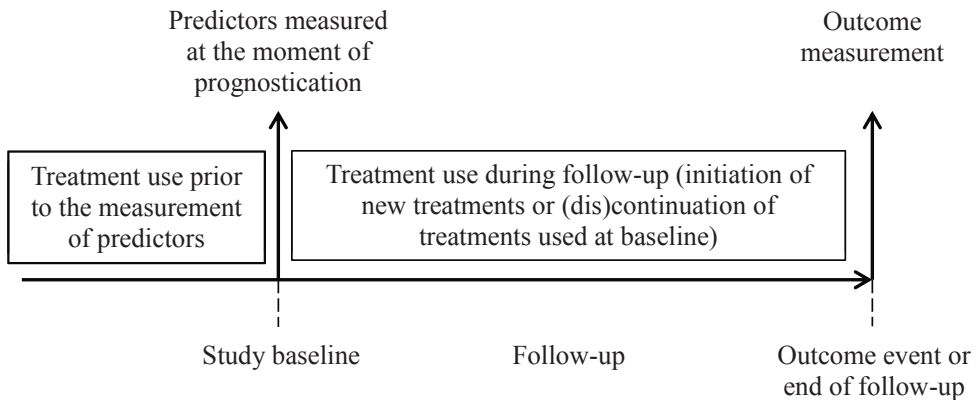 Predictors measured
at the moment of
prognostication
Outcome
measurement
Treatment use prior
to the measurement
of predictors
Treatment use during follow-up (initiation of
new treatments or (dis)continuation of
treatments used at baseline)
Study baseline
Follow-up
Outcome event or
end of follow-up